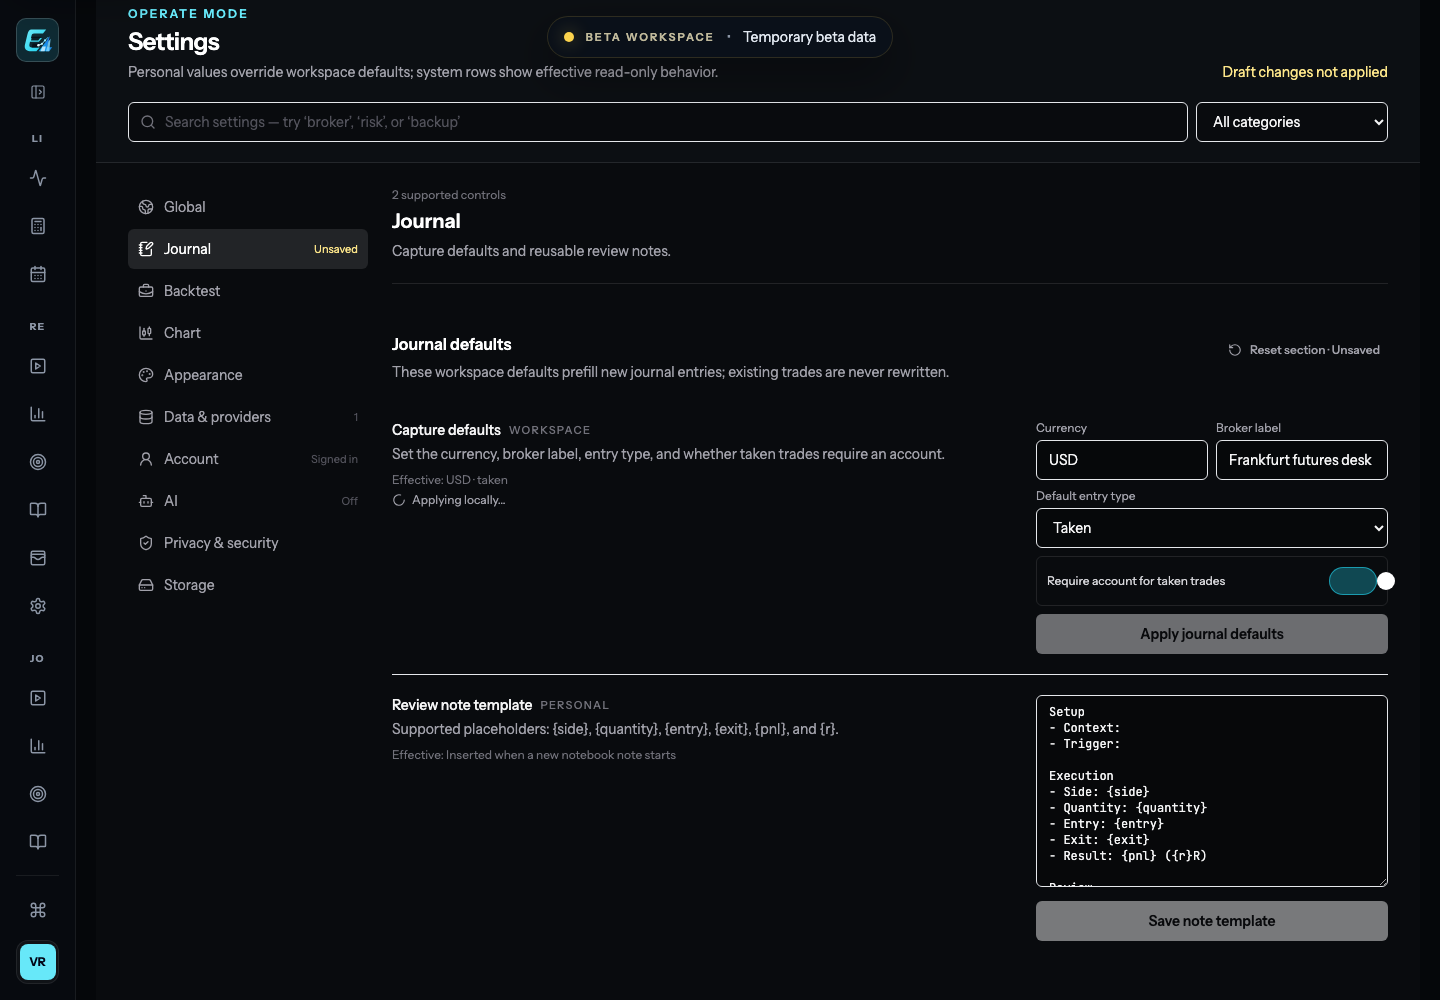 OPERATE MODE
Settings
BETA WORKSPACE • Temporary beta data
Personal values override workspace defaults; system rows show effective read-only behavior.
Draft changes not applied
Search settings — try 'broker', 'risk', or 'backup'
All categories
LI
RE
JO
VR
Global
Journal
Unsaved
Backtest
Chart
Appearance
Data & providers
1
Account
Signed in
AI
Off
Privacy & security
Storage
2 supported controls
Journal
Capture defaults and reusable review notes.
Journal defaults
Reset section · Unsaved
These workspace defaults prefill new journal entries; existing trades are never rewritten.
Capture defaults WORKSPACE
Set the currency, broker label, entry type, and whether taken trades require an account.
Effective: USD · taken
Applying locally…
Currency
Broker label
USD
Frankfurt futures desk
Default entry type
Taken
Require account for taken trades
Apply journal defaults
Review note template PERSONAL
Supported placeholders: {side}, {quantity}, {entry}, {exit}, {pnl}, and {r}.
Effective: Inserted when a new notebook note starts
Setup
- Context:
- Trigger:
Execution
- Side: {side}
- Quantity: {quantity}
- Entry: {entry}
- Exit: {exit}
- Result: {pnl} ({r}R)
Save note template